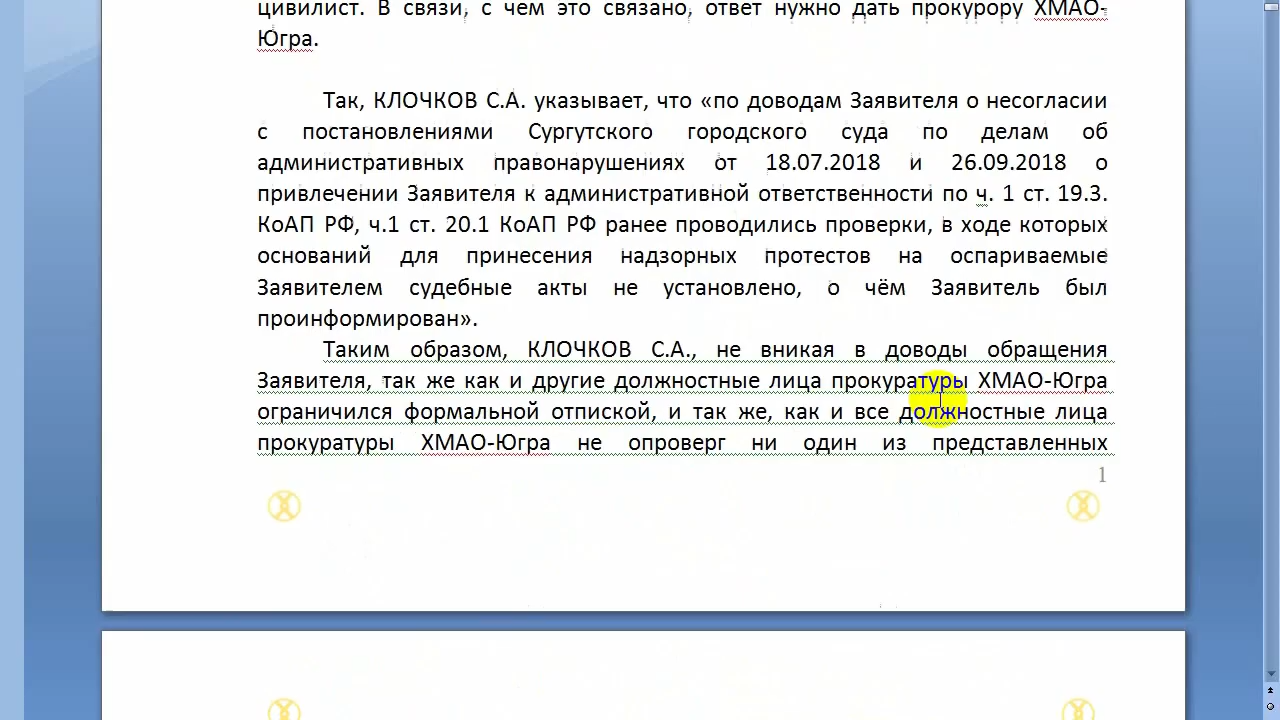 цивилист. В связи, с чем это связано, ответ нужно дать прокурору ХМАО-
Югра.
Так, КЛОЧКОВ С.А. указывает, что «по доводам Заявителя о несогласии
с постановлениями Сургутского городского суда по делам об
административных правонарушениях от 18.07.2018 и 26.09.2018 о
привлечении Заявителя к административной ответственности по ч. 1 ст. 19.3.
КоАП РФ, ч.1 ст. 20.1 КоАП РФ ранее проводились проверки, в ходе которых
оснований для принесения надзорных протестов на оспариваемые
Заявителем судебные акты не установлено, о чём Заявитель был
проинформирован».
Таким образом, КЛОЧКОВ С.А., не вникая в доводы обращения
Заявителя, так же как и другие должностные лица прокуратуры ХМАО-Югра
ограничился формальной отпиской, и так же, как и все должностные лица
прокуратуры ХМАО-Югра не опроверг ни один из представленных
1